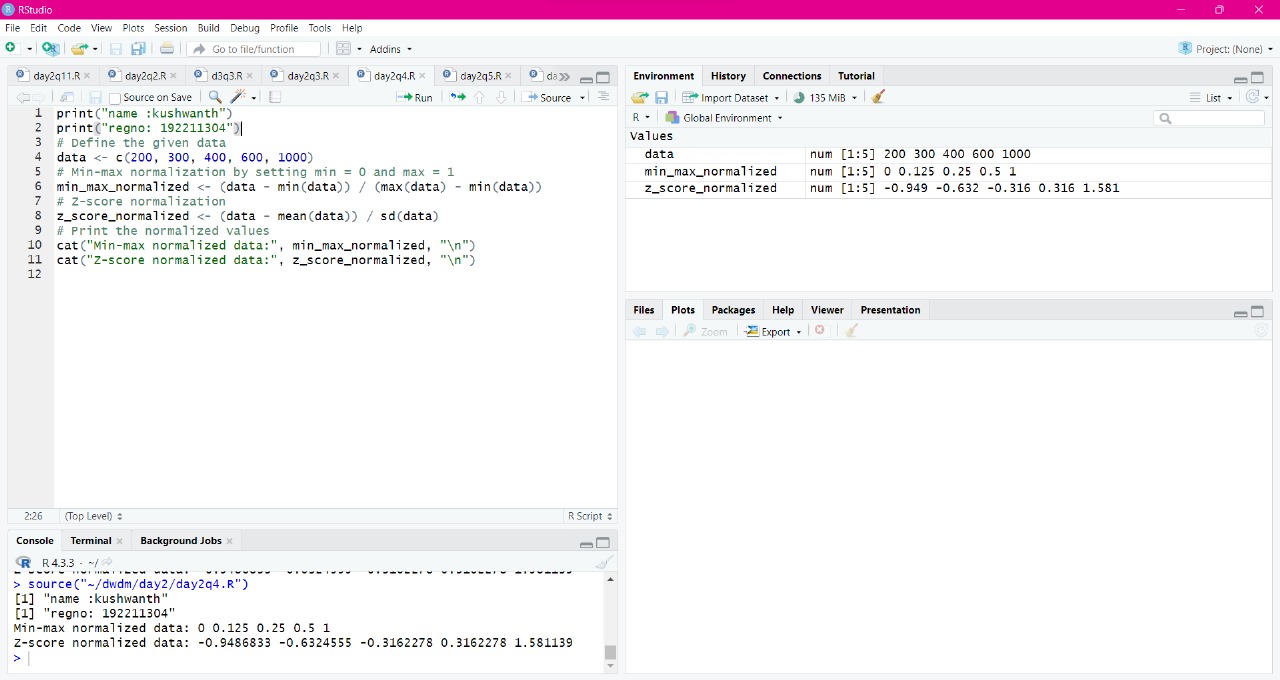 RStudio
File Edit Code View Plots Session Build Debug Profile Tools Help
Go to file/function Addins Project: (None)
day2q11.R day2q2.R d3q3.R day2q3.R day2q4.R day2q5.R da
Source on Save Run Source
1 print("name :kushwanth")
2 print("regno: 192211304")
3 # Define the given data
4 data <- c(200, 300, 400, 600, 1000)
5 # Min-max normalization by setting min = 0 and max = 1
6 min_max_normalized <- (data - min(data)) / (max(data) - min(data))
7 # Z-score normalization
8 z_score_normalized <- (data - mean(data)) / sd(data)
9 # Print the normalized values
10 cat("Min-max normalized data:", min_max_normalized, "\n")
11 cat("Z-score normalized data:", z_score_normalized, "\n")
12
2:26 (Top Level) R Script
Console Terminal Background Jobs
R 4.3.3 · ~/
> source("~/dwdm/day2/day2q4.R")
[1] "name :kushwanth"
[1] "regno: 192211304"
Min-max normalized data: 0 0.125 0.25 0.5 1
Z-score normalized data: -0.9486833 -0.6324555 -0.3162278 0.3162278 1.581139
>
Environment History Connections Tutorial
Import Dataset 135 MiB List
R Global Environment
Values
data num [1:5] 200 300 400 600 1000
min_max_normalized num [1:5] 0 0.125 0.25 0.5 1
z_score_normalized num [1:5] -0.949 -0.632 -0.316 0.316 1.581
Files Plots Packages Help Viewer Presentation
Zoom Export